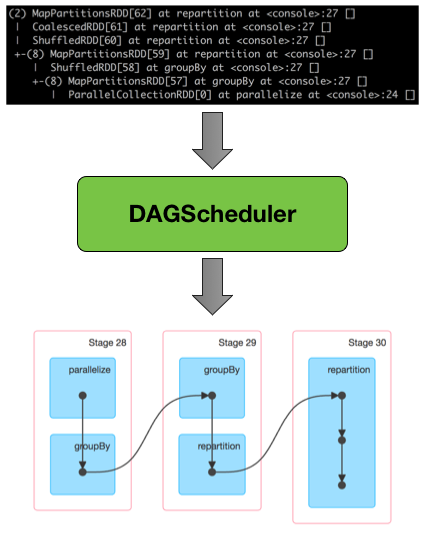 (2) MapPartitionsRDD[62] at repartition at <console>:27 []
 |  CoalescedRDD[61] at repartition at <console>:27 []
 |  ShuffledRDD[60] at repartition at <console>:27 []
 +-(8) MapPartitionsRDD[59] at repartition at <console>:27 []
    |  ShuffledRDD[58] at groupBy at <console>:27 []
    +-(8) MapPartitionsRDD[57] at groupBy at <console>:27 []
       |  ParallelCollectionRDD[0] at parallelize at <console>:24 []
DAGScheduler
Stage 28
parallelize
groupBy
Stage 29
groupBy
repartition
Stage 30
repartition